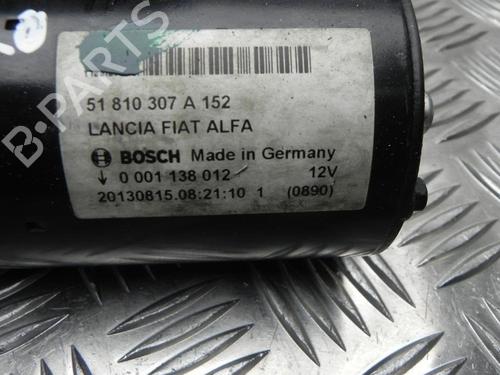 51 810 307 A 152
LANCIA FIAT ALFA
BOSCH Made in Germany
↓ 0 001 138 012 12V
20130815.08:21:10 1 (0890)
B-PARTS